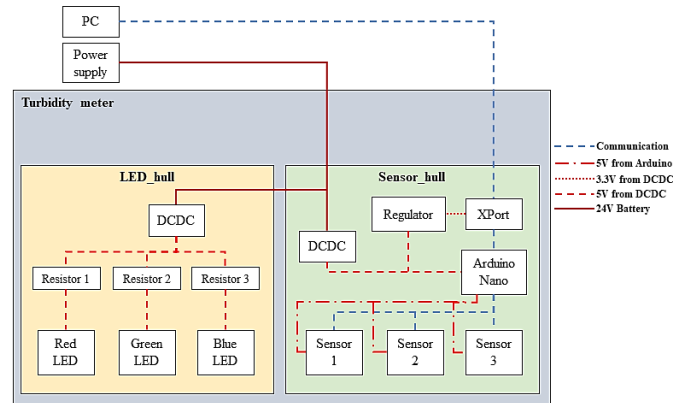 PC
Power
supply
Turbidity meter
Communication
5V from Arduino
3.3V from DCDC
5V from DCDC
24V Battery
LED_hull
Sensor_hull
DCDC
Regulator
XPort
DCDC
Arduino
Nano
Resistor 1
Resistor 2
Resistor 3
Red
LED
Green
LED
Blue
LED
Sensor
1
Sensor
2
Sensor
3